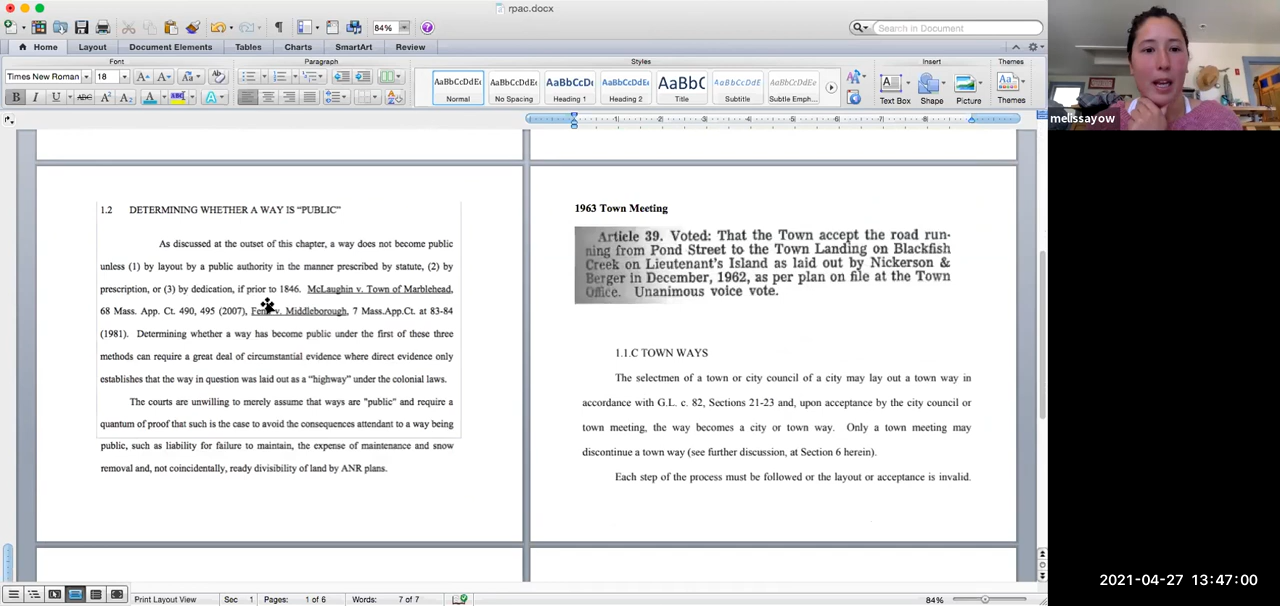 rpac.docx
84%
Search in Document
Home Layout Document Elements Tables Charts SmartArt Review
Font Paragraph Styles Insert Themes
Times New Roman 18
AaBbCcDdEe AaBbCcDdEe AaBbCcDc AaBbCcDdEe AaBbC AaBbCcDdEe AaBbCcDdEe
Normal No Spacing Heading 1 Heading 2 Title Subtitle Subtle Emph...
Text Box Shape Picture Themes
melissayow
1.2 DETERMINING WHETHER A WAY IS “PUBLIC”
As discussed at the outset of this chapter, a way does not become public
unless (1) by layout by a public authority in the manner prescribed by statute, (2) by
prescription, or (3) by dedication, if prior to 1846. McLaughin v. Town of Marblehead,
68 Mass. App. Ct. 490, 495 (2007), v. Middleborough, 7 Mass.App.Ct. at 83-84
(1981). Determining whether a way has become public under the first of these three
methods can require a great deal of circumstantial evidence where direct evidence only
establishes that the way in question was laid out as a “highway” under the colonial laws.
The courts are unwilling to merely assume that ways are "public" and require a
quantum of proof that such is the case to avoid the consequences attendant to a way being
public, such as liability for failure to maintain, the expense of maintenance and snow
removal and, not coincidentally, ready divisibility of land by ANR plans.
1963 Town Meeting
Article 39. Voted: That the Town accept the road run-
ning from Pond Street to the Town Landing on Blackfish
Creek on Lieutenant's Island as laid out by Nickerson &
Berger in December, 1962, as per plan on file at the Town
Office. Unanimous voice vote.
1.1.C TOWN WAYS
The selectmen of a town or city council of a city may lay out a town way in
accordance with G.L. c. 82, Sections 21-23 and, upon acceptance by the city council or
town meeting, the way becomes a city or town way. Only a town meeting may
discontinue a town way (see further discussion, at Section 6 herein).
Each step of the process must be followed or the layout or acceptance is invalid.
Print Layout View Sec 1 Pages: 1 of 6 Words: 7 of 7 84%
2021-04-27 13:47:00